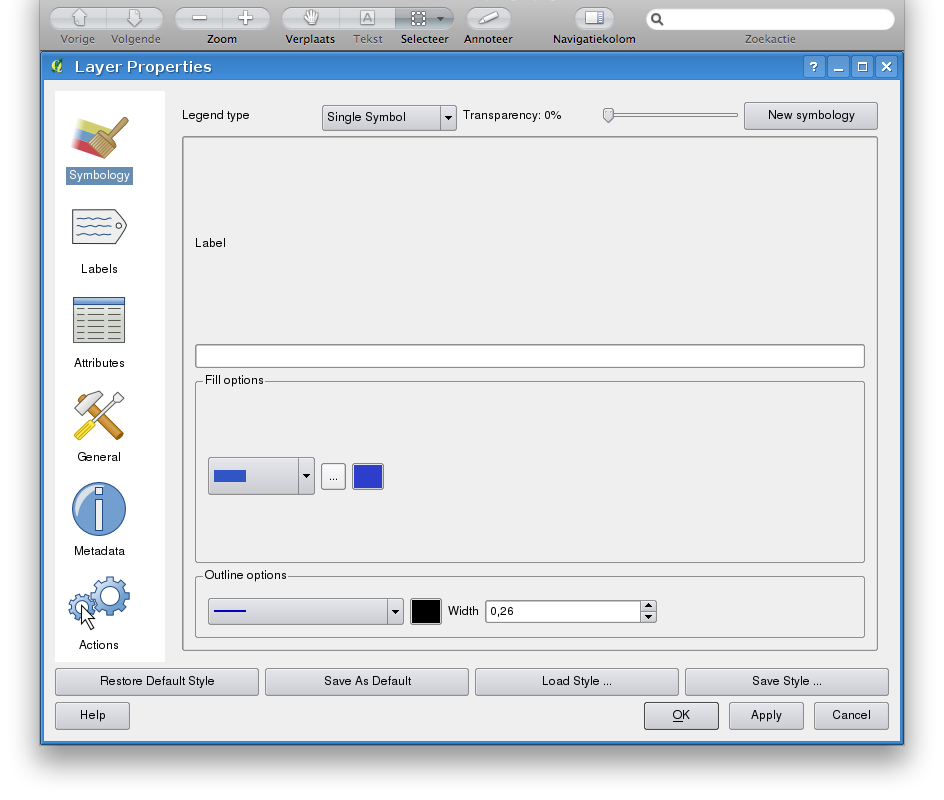 Vorige Volgende Zoom Verplaats Tekst Selecteer Annoteer Navigatiekolom Zoekactie
Layer Properties
Symbology
Labels
Attributes
General
Metadata
Actions
Legend type Single Symbol Transparency: 0% New symbology
Label
Fill options
...
Outline options
Width 0,26
Restore Default Style Save As Default Load Style ... Save Style ...
Help OK Apply Cancel